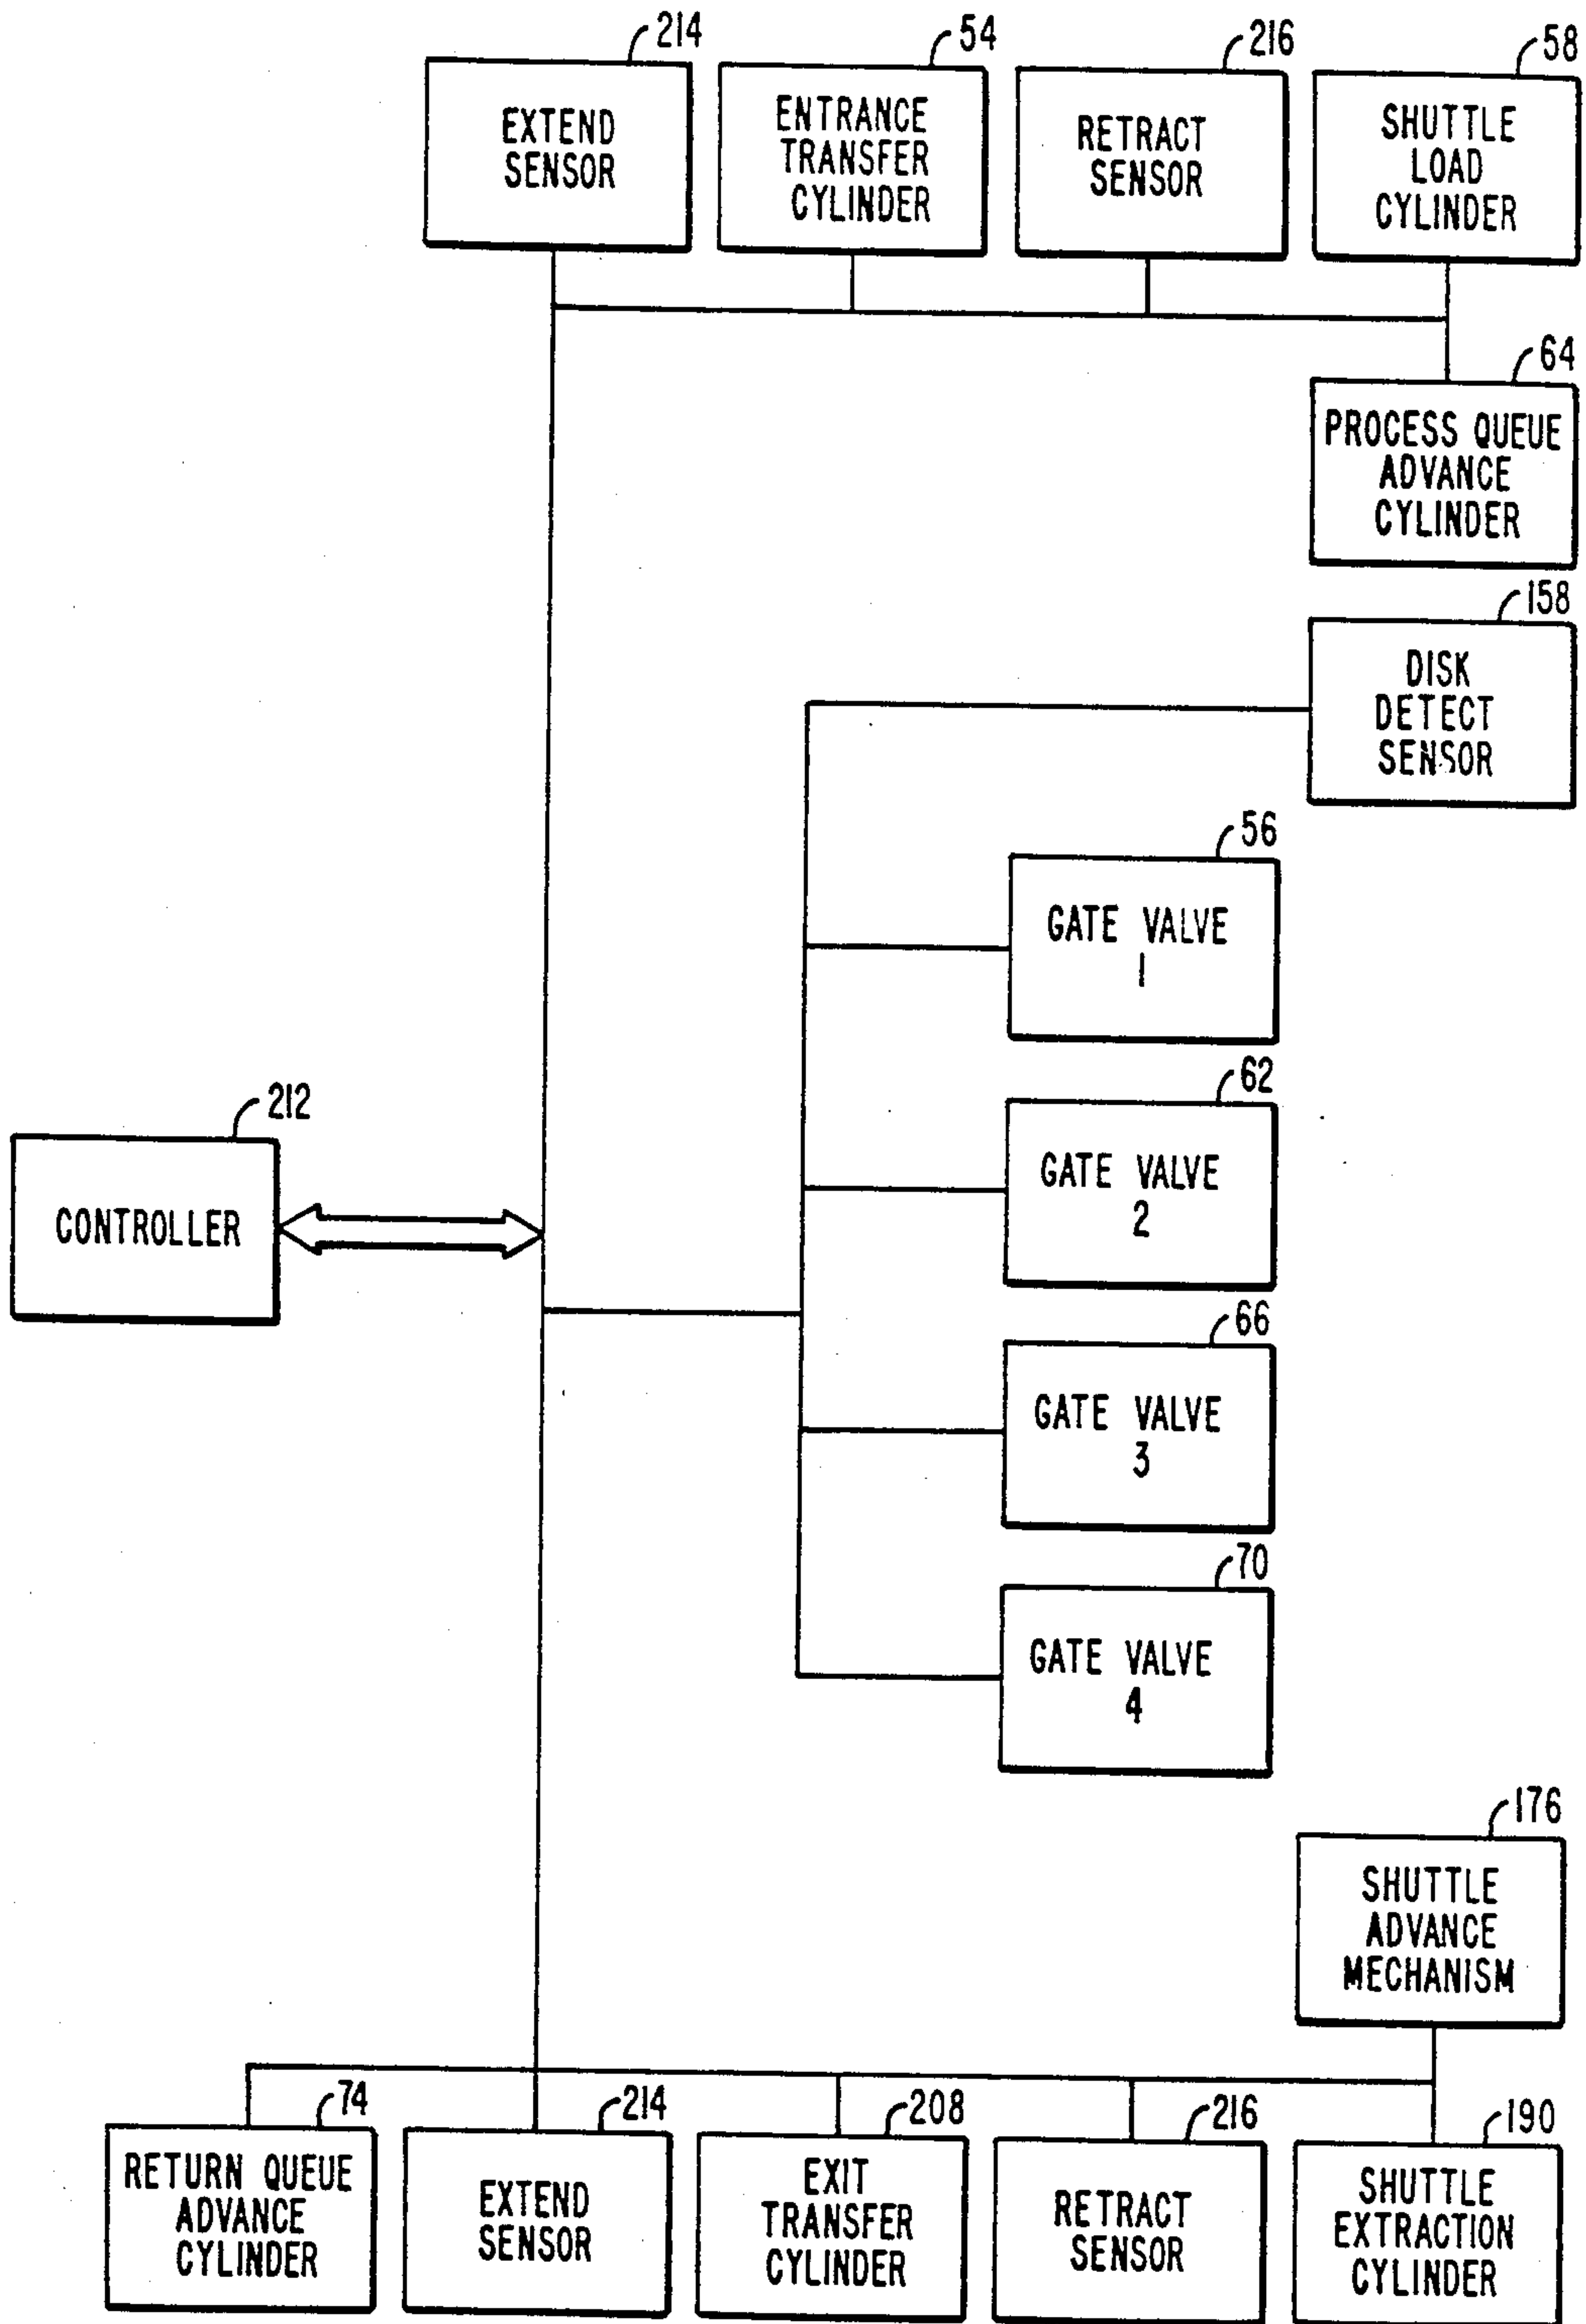 214
54
216
58
EXTEND
SENSOR
ENTRANCE
TRANSFER
CYLINDER
RETRACT
SENSOR
SHUTTLE
LOAD
CYLINDER
64
PROCESS QUEUE
ADVANCE
CYLINDER
158
DISK
DETECT
SENSOR
56
GATE VALVE
1
62
GATE VALVE
2
212
CONTROLLER
66
GATE VALVE
3
70
GATE VALVE
4
176
SHUTTLE
ADVANCE
MECHANISM
74
214
208
216
190
RETURN QUEUE
ADVANCE
CYLINDER
EXTEND
SENSOR
EXIT
TRANSFER
CYLINDER
RETRACT
SENSOR
SHUTTLE
EXTRACTION
CYLINDER